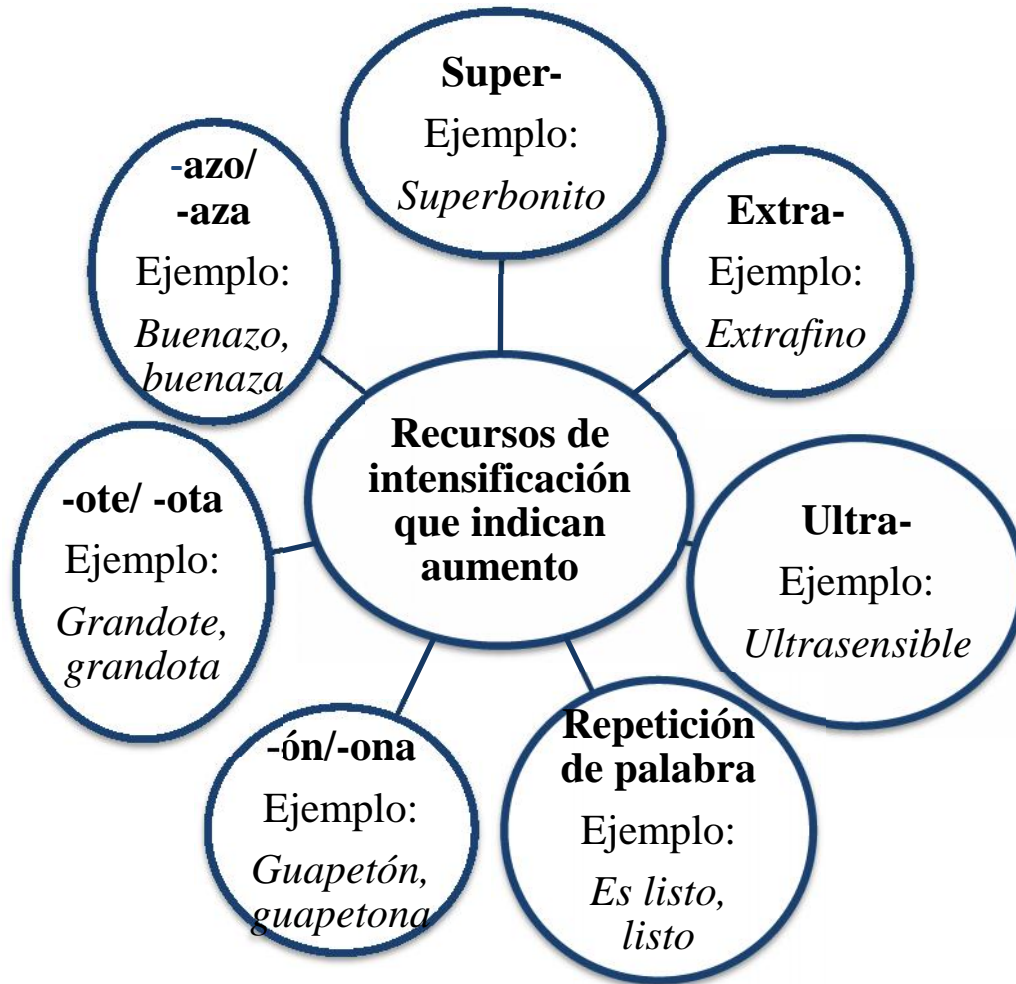 Super-
Ejemplo:
Superbonito
Extra-
Ejemplo:
Extrafino
Ultra-
Ejemplo:
Ultrasensible
Repetición
de palabra
Ejemplo:
Es listo,
listo
-ón/-ona
Ejemplo:
Guapetón,
guapetona
-ote/ -ota
Ejemplo:
Grandote,
grandota
-azo/
-aza
Ejemplo:
Buenazo,
buenaza
Recursos de
intensificación
que indican
aumento